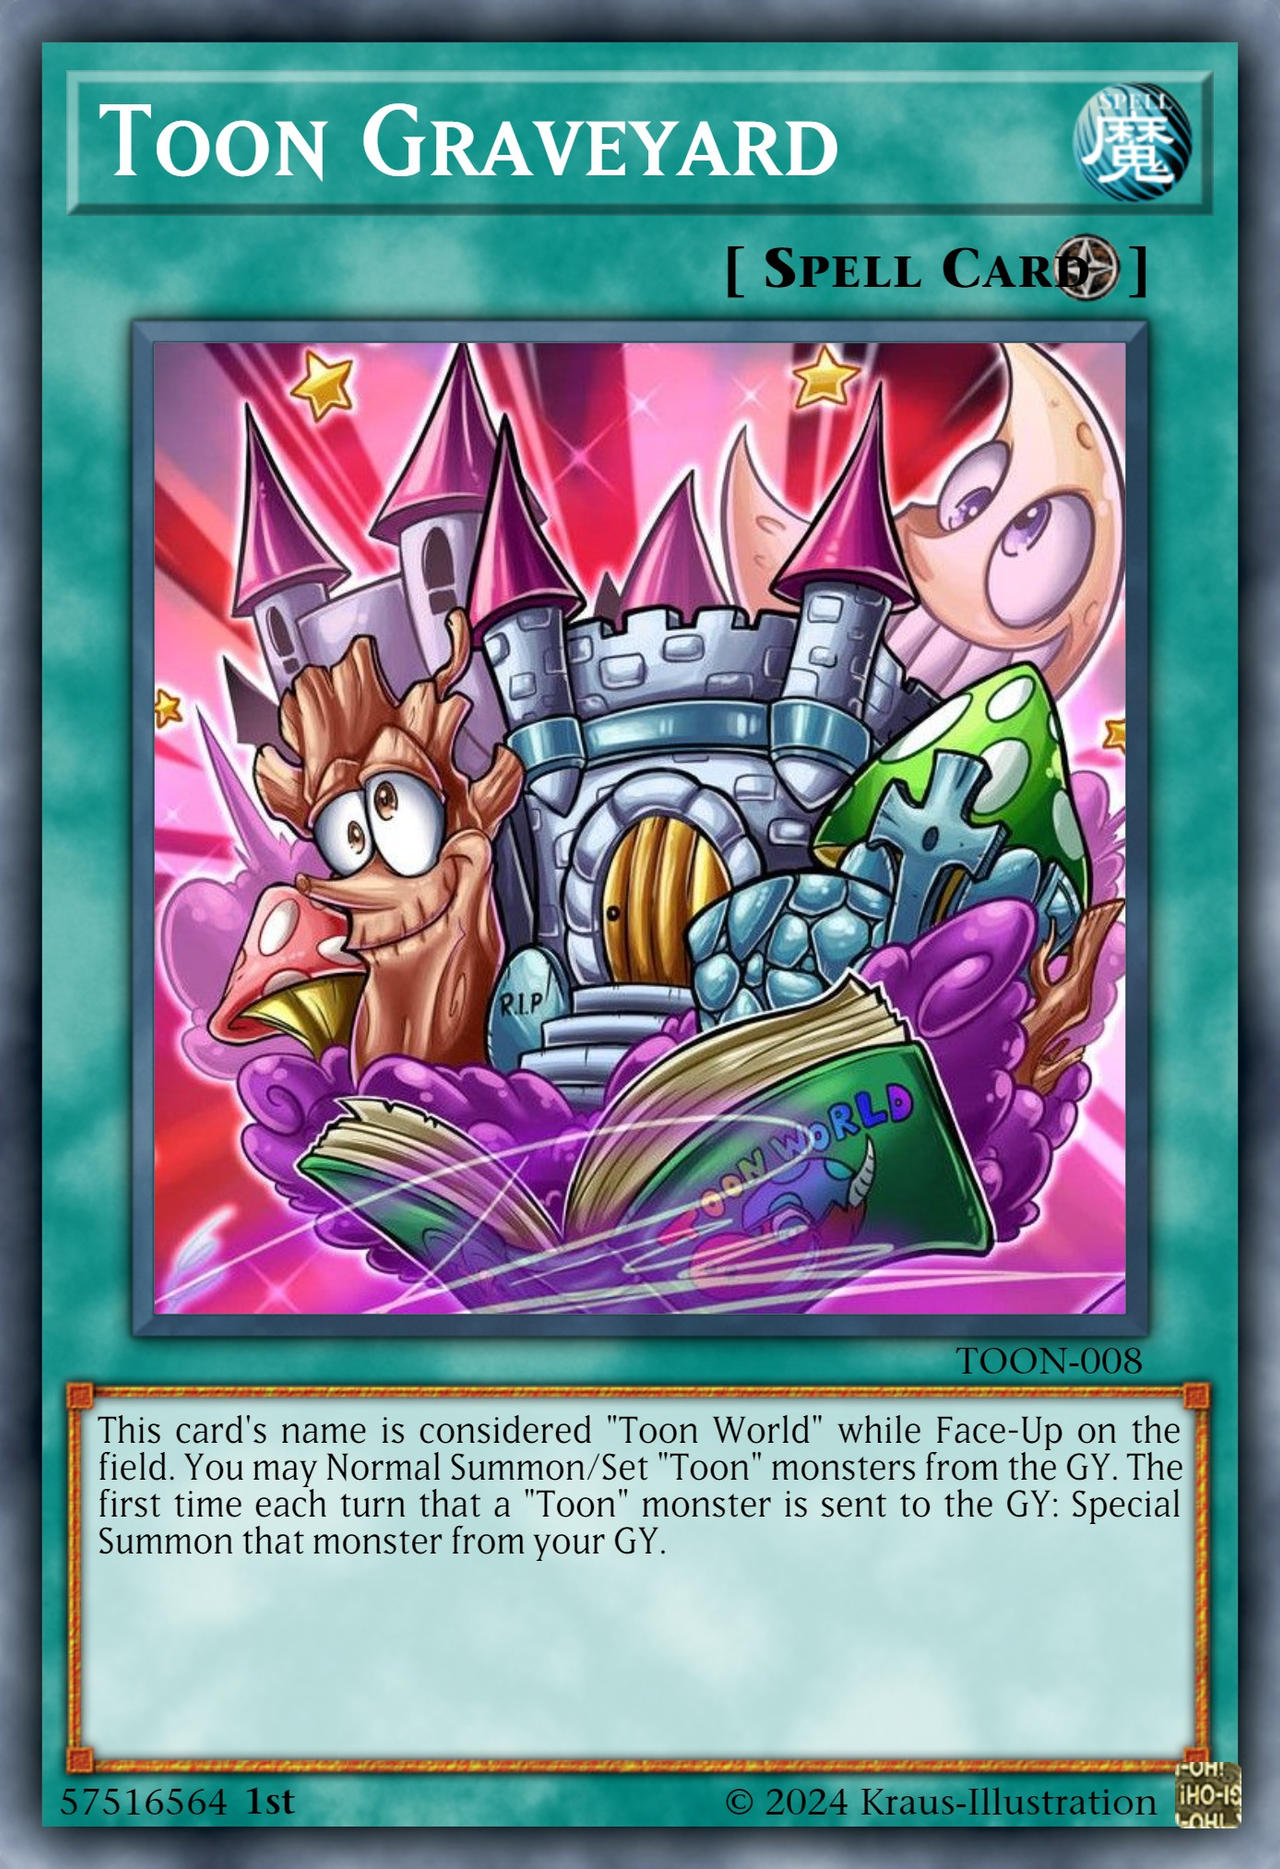 Toon Graveyard
SPELL
魔
[ Spell Card ]
R.I.P
TOON WORLD
TOON-008
This card's name is considered "Toon World" while Face-Up on the
field. You may Normal Summon/Set "Toon" monsters from the GY. The
first time each turn that a "Toon" monster is sent to the GY: Special
Summon that monster from your GY.
57516564 1st
© 2024 Kraus-Illustration